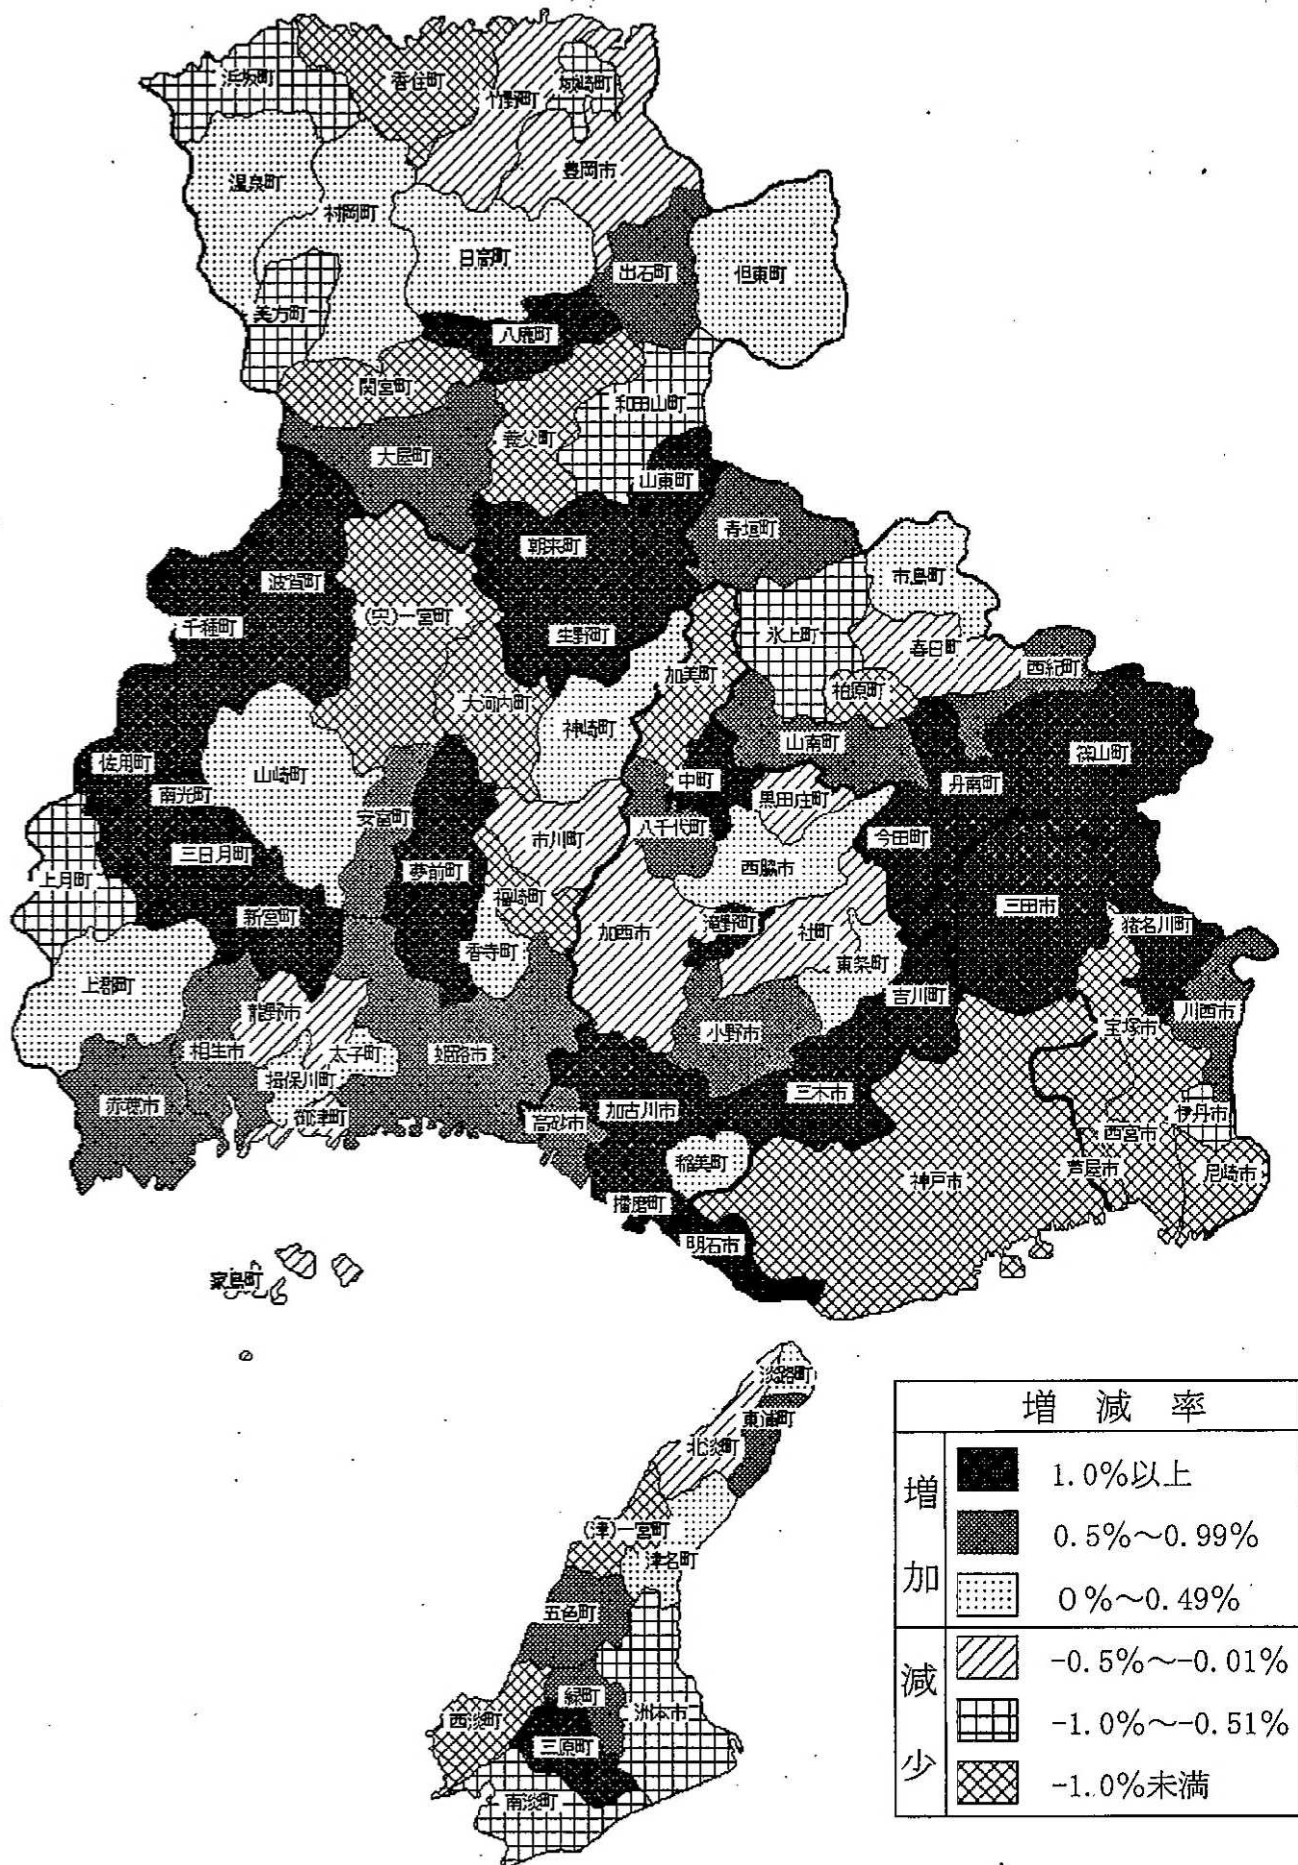 浜坂町
香住町
竹野町
城崎町
豊岡市
温泉町
村岡町
日高町
出石町
但東町
美方町
八鹿町
関宮町
和田山町
養父町
大屋町
山東町
青垣町
朝来町
市島町
波賀町
(宍)一宮町
千種町
生野町
氷上町
春日町
加美町
西紀町
柏原町
大河内町
神崎町
山南町
篠山町
佐用町
山崎町
中町
丹南町
南光町
黒田庄町
安富町
八千代町
市川町
今田町
三日月町
西脇市
夢前町
上月町
福崎町
三田市
新宮町
滝野町
猪名川町
加西市
社町
香寺町
東条町
上郡町
吉川町
龍野市
川西市
小野市
宝塚市
相生市
太子町
姫路市
揖保川町
赤穂市
三木市
加古川市
御津町
高砂市
伊丹市
西宮市
稲美町
芦屋市
尼崎市
神戸市
播磨町
明石市
家島町
淡路町
東浦町
北淡町
(津)一宮町
津名町
五色町
緑町
洲本市
西淡町
三原町
南淡町
増減率
増加
1.0%以上
0.5%～0.99%
0%～0.49%
減少
-0.5%～-0.01%
-1.0%～-0.51%
-1.0%未満